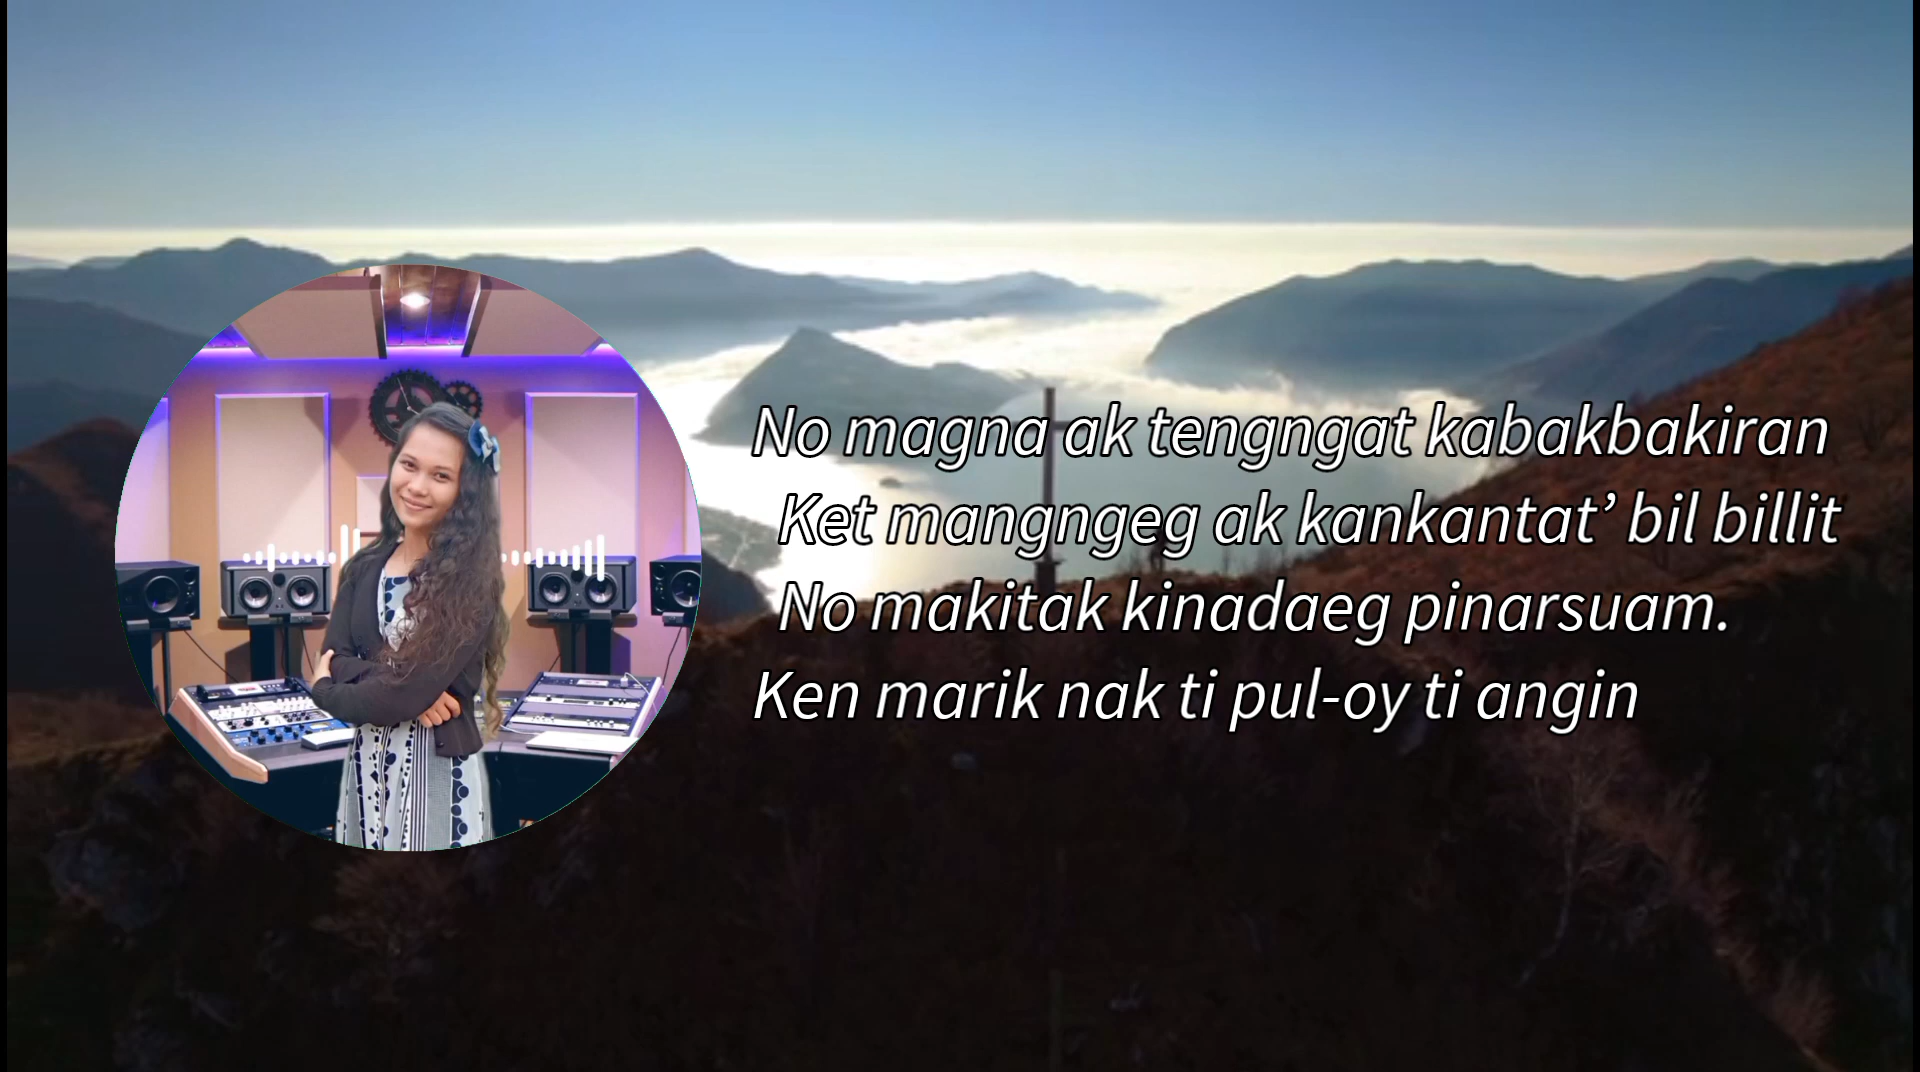 No magna ak tengngat kabakbakiran
Ket mangngeg ak kankantat’ bil billit
No makitak kinadaeg pinarsuam.
Ken marik nak ti pul-oy ti angin